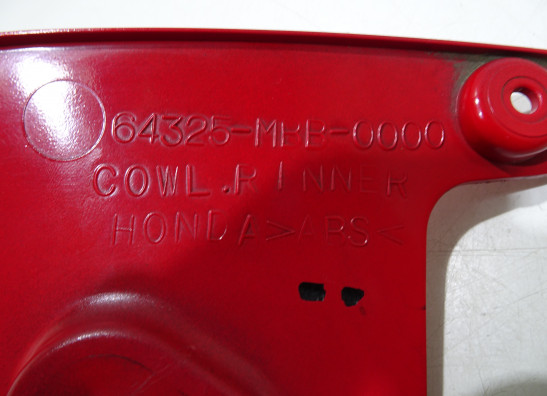 64325-MBB-0000
COWL.R INNER
HONDA >ABS<